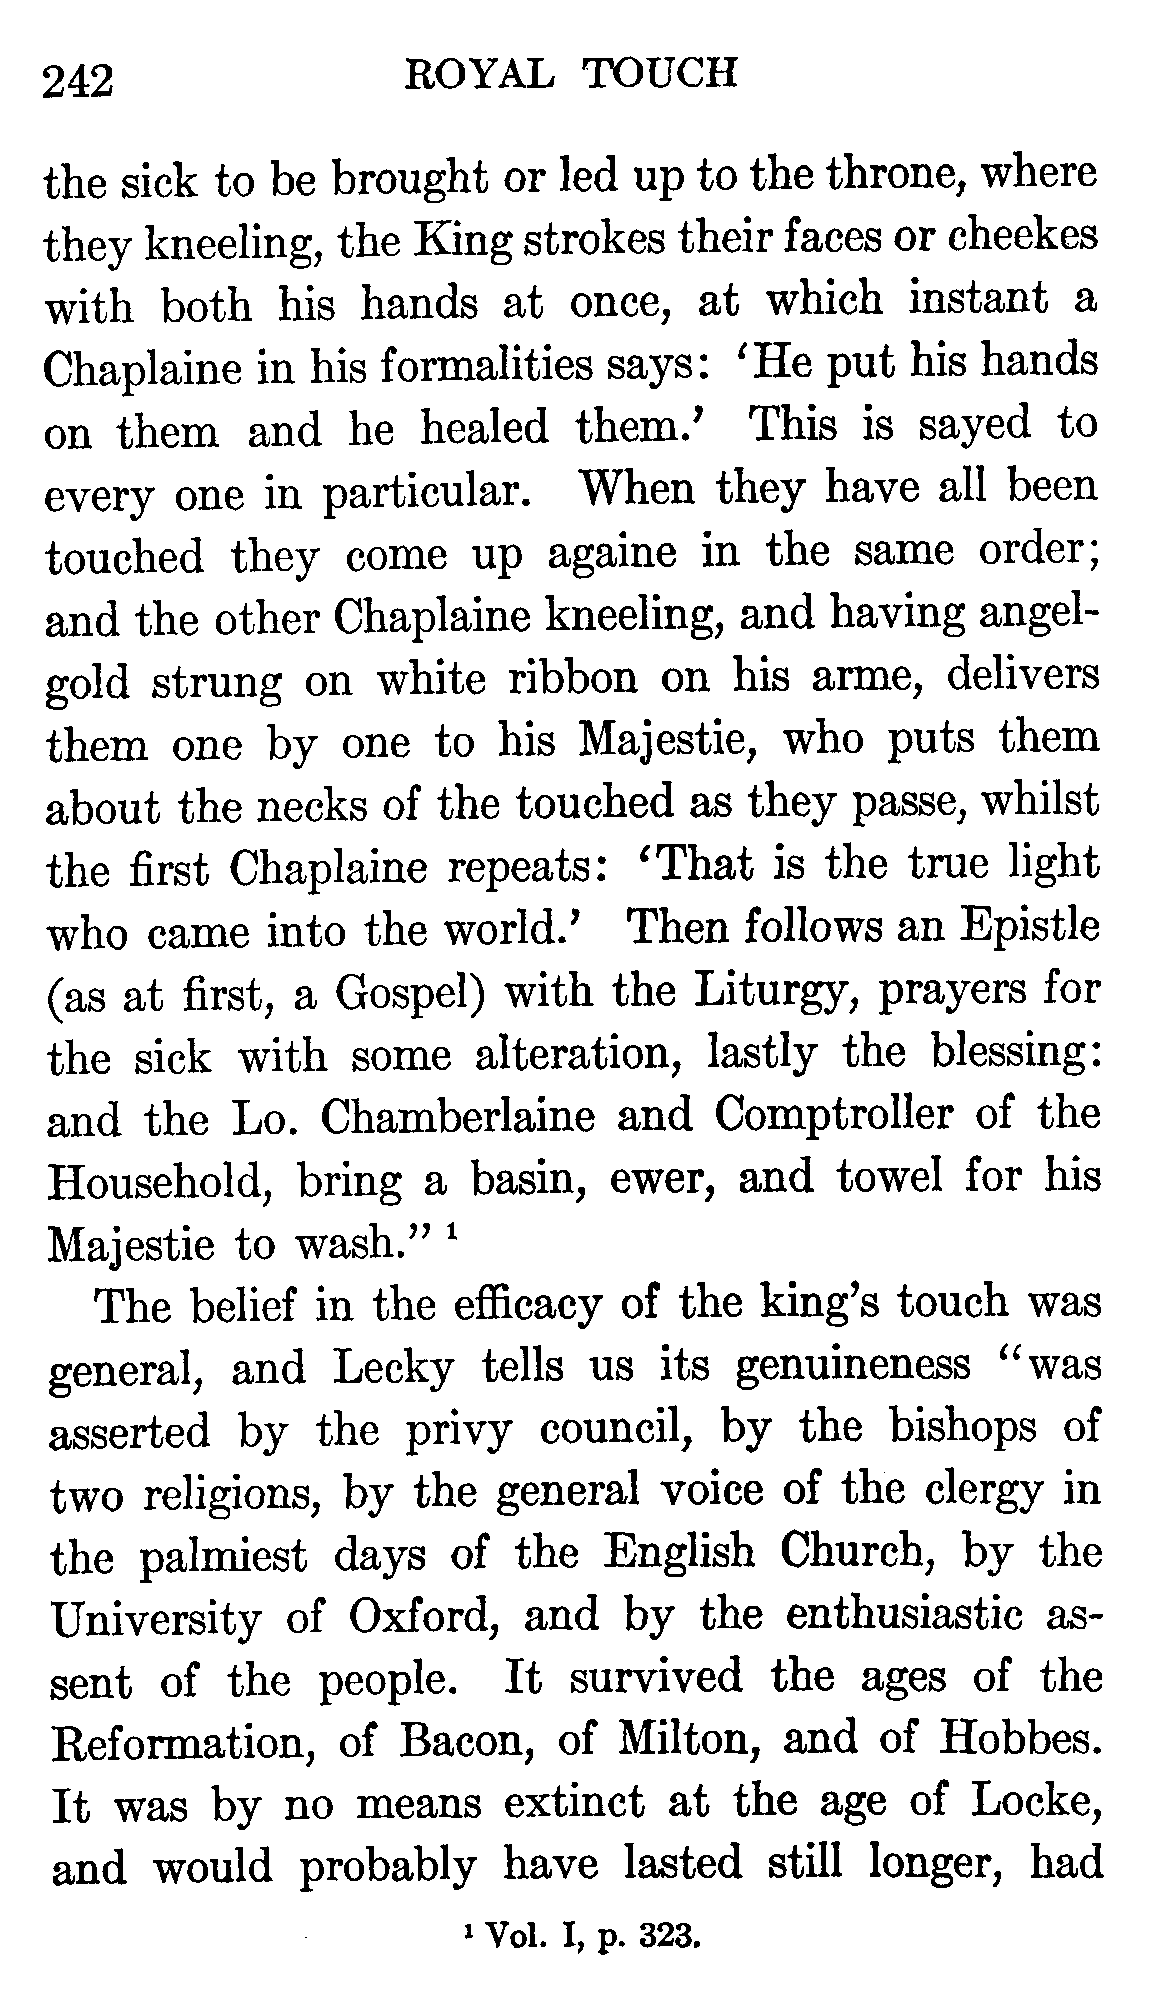 242 ROYAL TOUCH
the sick to be brought or led up to the throne, where
they kneeling, the King strokes their faces or cheekes
with both his hands at once, at which instant a
Chaplaine in his formalities says: ‘He put his hands
on them and he healed them.’ This is sayed to
every one in particular. When they have all been
touched they come up againe in the same order;
and the other Chaplaine kneeling, and having angel-
gold strung on white ribbon on his arme, delivers
them one by one to his Majestie, who puts them
about the necks of the touched as they passe, whilst
the first Chaplaine repeats: ‘That is the true light
who came into the world.’ Then follows an Epistle
(as at first, a Gospel) with the Liturgy, prayers for
the sick with some alteration, lastly the blessing:
and the Lo. Chamberlaine and Comptroller of the
Household, bring a basin, ewer, and towel for his
Majestie to wash.” ¹
The belief in the efficacy of the king’s touch was
general, and Lecky tells us its genuineness “was
asserted by the privy council, by the bishops of
two religions, by the general voice of the clergy in
the palmiest days of the English Church, by the
University of Oxford, and by the enthusiastic as-
sent of the people. It survived the ages of the
Reformation, of Bacon, of Milton, and of Hobbes.
It was by no means extinct at the age of Locke,
and would probably have lasted still longer, had
¹ Vol. I, p. 323.